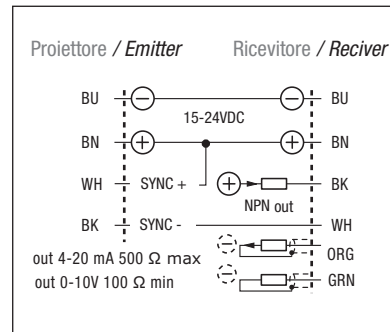 Proiettore / Emitter Ricevitore / Reciver
BU BU
15-24VDC
BN BN
WH SYNC + BK
NPN out
BK SYNC - WH
out 4-20 mA 500 Ω max ORG
out 0-10V 100 Ω min GRN